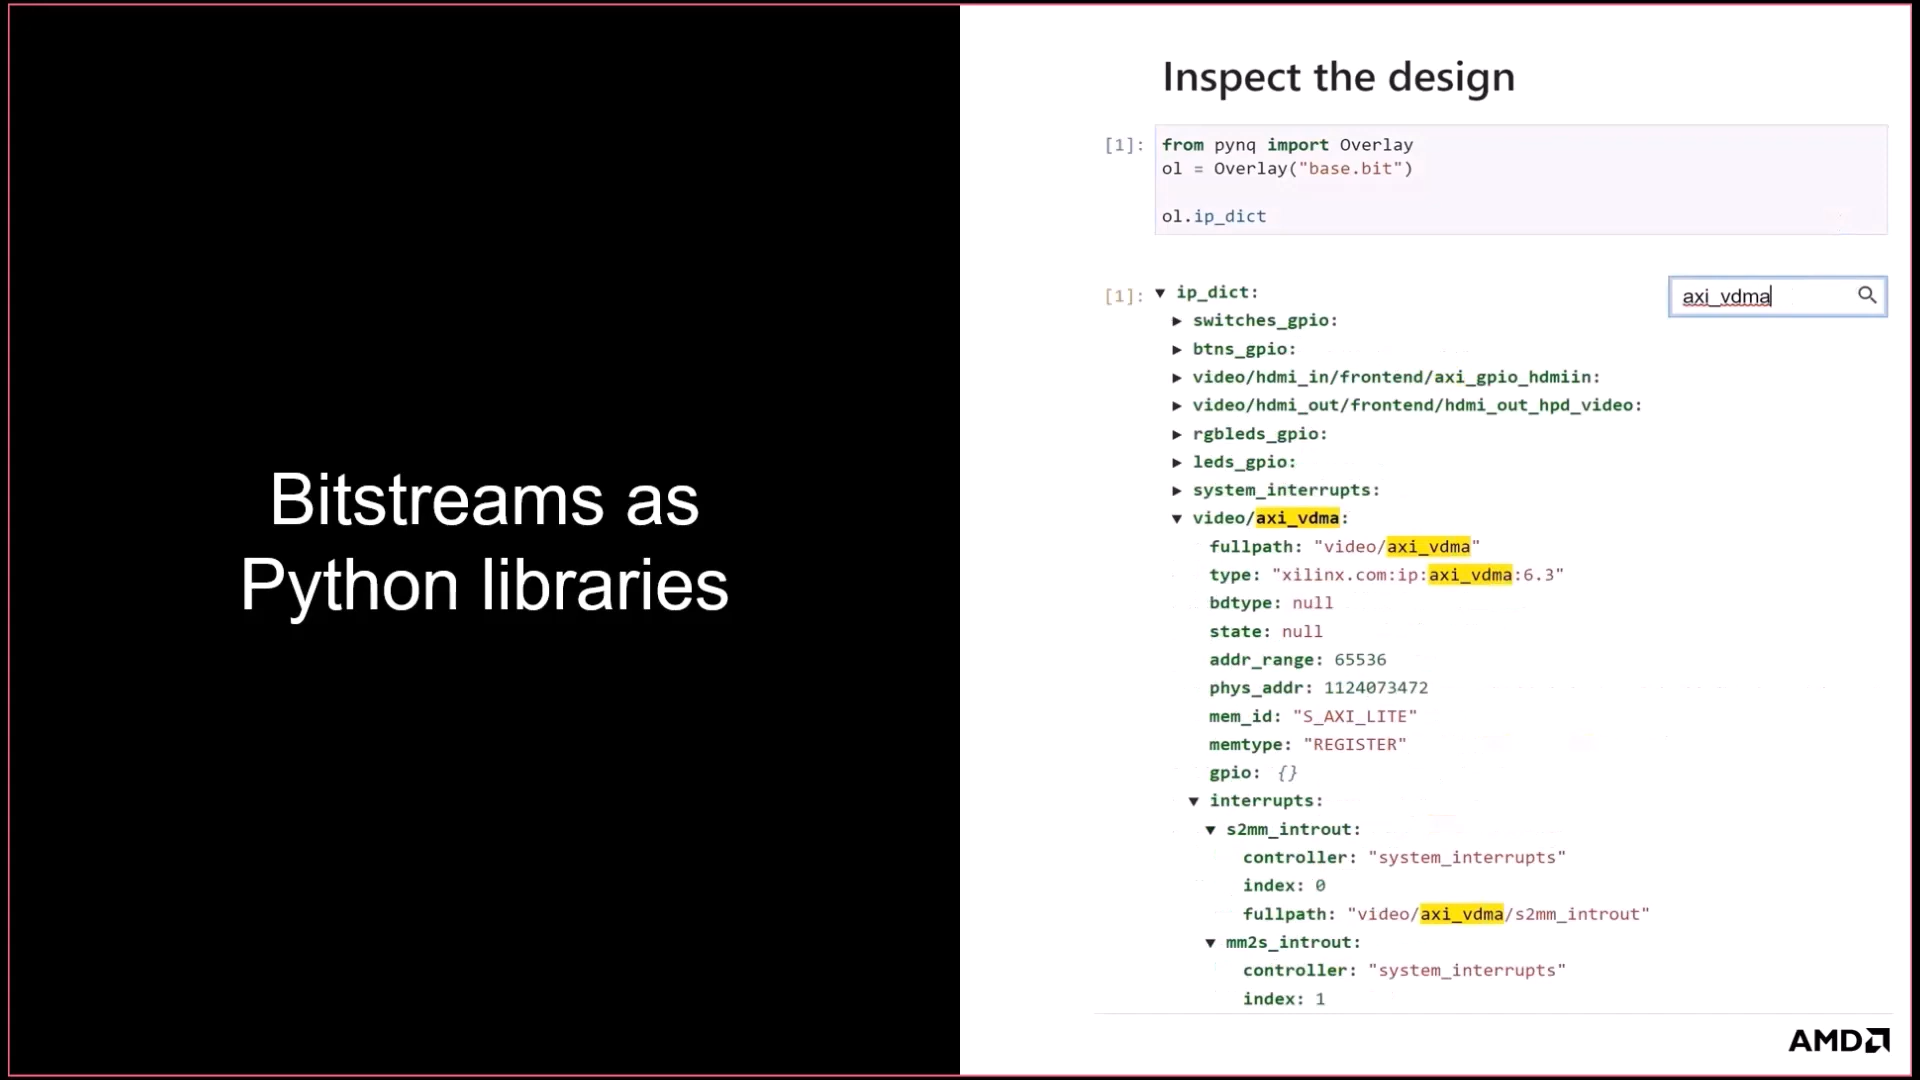 Bitstreams as
Python libraries
Inspect the design
[1]: from pynq import Overlay
ol = Overlay("base.bit")
ol.ip_dict
[1]: ▼ ip_dict:
axi_vdma
▶ switches_gpio:
▶ btns_gpio:
▶ video/hdmi_in/frontend/axi_gpio_hdmiin:
▶ video/hdmi_out/frontend/hdmi_out_hpd_video:
▶ rgbleds_gpio:
▶ leds_gpio:
▶ system_interrupts:
▼ video/axi_vdma:
fullpath: "video/axi_vdma"
type: "xilinx.com:ip:axi_vdma:6.3"
bdtype: null
state: null
addr_range: 65536
phys_addr: 1124073472
mem_id: "S_AXI_LITE"
memtype: "REGISTER"
gpio: {}
▼ interrupts:
▼ s2mm_introut:
controller: "system_interrupts"
index: 0
fullpath: "video/axi_vdma/s2mm_introut"
▼ mm2s_introut:
controller: "system_interrupts"
index: 1
AMD